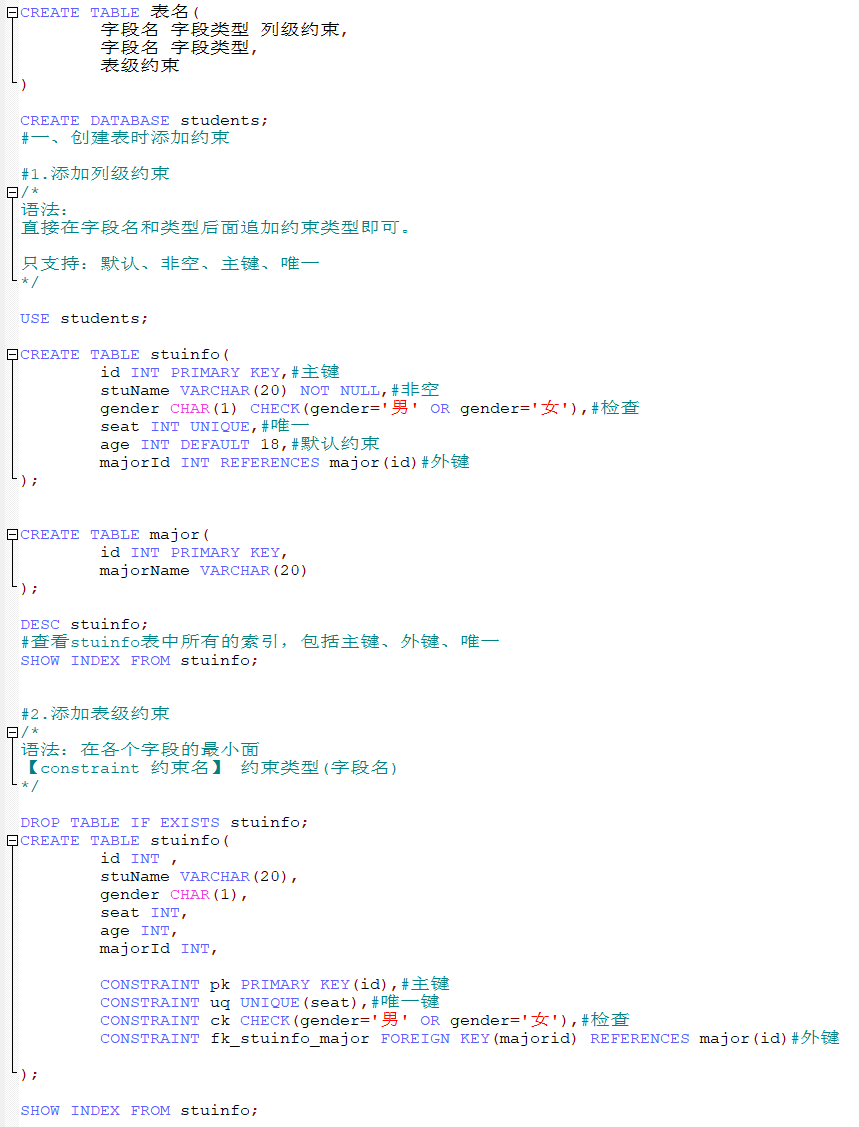 CREATE TABLE 表名(
字段名 字段类型 列级约束,
字段名 字段类型,
表级约束
)
CREATE DATABASE students;
#一、创建表时添加约束
#1.添加列级约束
/*
语法：
直接在字段名和类型后面追加约束类型即可。
只支持：默认、非空、主键、唯一
*/
USE students;
CREATE TABLE stuinfo(
id INT PRIMARY KEY,#主键
stuName VARCHAR(20) NOT NULL,#非空
gender CHAR(1) CHECK(gender='男' OR gender='女'),#检查
seat INT UNIQUE,#唯一
age INT DEFAULT 18,#默认约束
majorId INT REFERENCES major(id)#外键
);
CREATE TABLE major(
id INT PRIMARY KEY,
majorName VARCHAR(20)
);
DESC stuinfo;
#查看stuinfo表中所有的索引，包括主键、外键、唯一
SHOW INDEX FROM stuinfo;
#2.添加表级约束
/*
语法：在各个字段的最小面
【constraint 约束名】 约束类型(字段名)
*/
DROP TABLE IF EXISTS stuinfo;
CREATE TABLE stuinfo(
id INT ,
stuName VARCHAR(20),
gender CHAR(1),
seat INT,
age INT,
majorId INT,
CONSTRAINT pk PRIMARY KEY(id),#主键
CONSTRAINT uq UNIQUE(seat),#唯一键
CONSTRAINT ck CHECK(gender='男' OR gender='女'),#检查
CONSTRAINT fk_stuinfo_major FOREIGN KEY(majorid) REFERENCES major(id)#外键
);
SHOW INDEX FROM stuinfo;